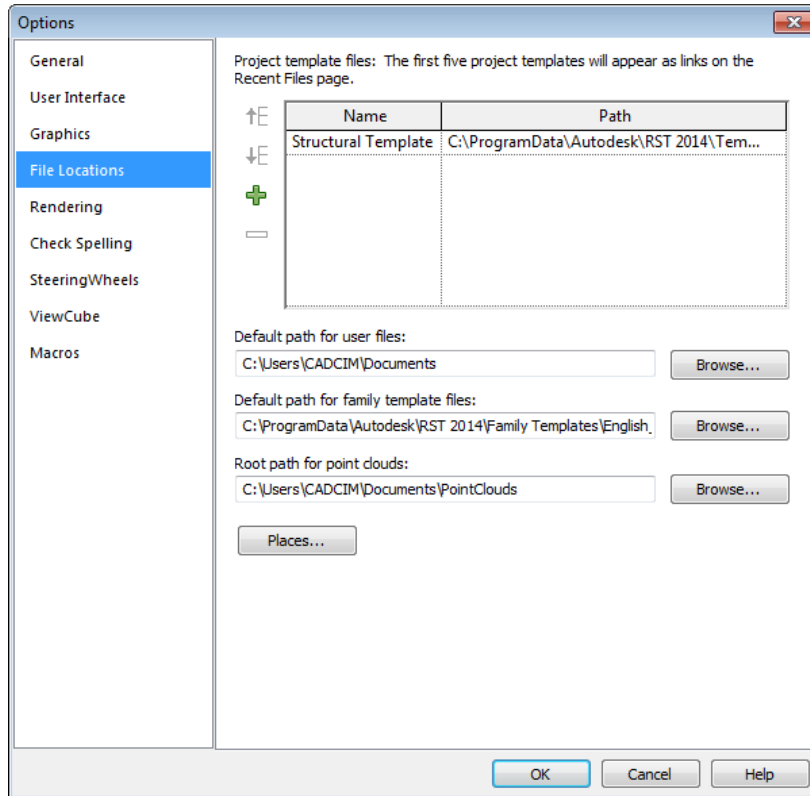 Options
General
User Interface
Graphics
File Locations
Rendering
Check Spelling
SteeringWheels
ViewCube
Macros
Project template files: The first five project templates will appear as links on the
Recent Files page.
Name Path
Structural Template C:\ProgramData\Autodesk\RST 2014\Tem...
Default path for user files:
C:\Users\CADCIM\Documents Browse...
Default path for family template files:
C:\ProgramData\Autodesk\RST 2014\Family Templates\English_ Browse...
Root path for point clouds:
C:\Users\CADCIM\Documents\PointClouds Browse...
Places...
OK Cancel Help